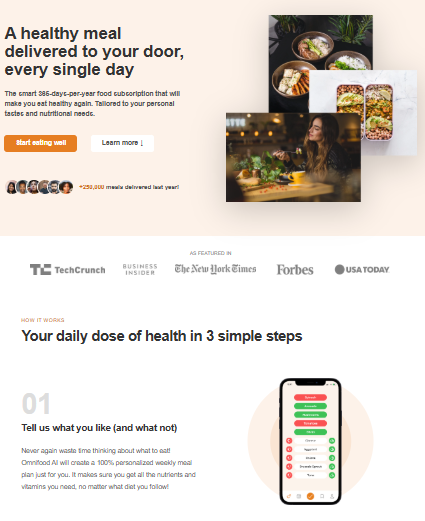 A healthy meal
delivered to your door,
every single day
The smart 365-days-per-year food subscription that will
make you eat healthy again. Tailored to your personal
tastes and nutritional needs.
Start eating well
Learn more ↓
+250,000 meals delivered last year!
AS FEATURED IN
TechCrunch
BUSINESS
INSIDER
The New York Times
Forbes
USA TODAY
HOW IT WORKS
Your daily dose of health in 3 simple steps
01
Tell us what you like (and what not)
Never again waste time thinking about what to eat!
Omnifood AI will create a 100% personalized weekly meal
plan just for you. It makes sure you get all the nutrients and
vitamins you need, no matter what diet you follow!